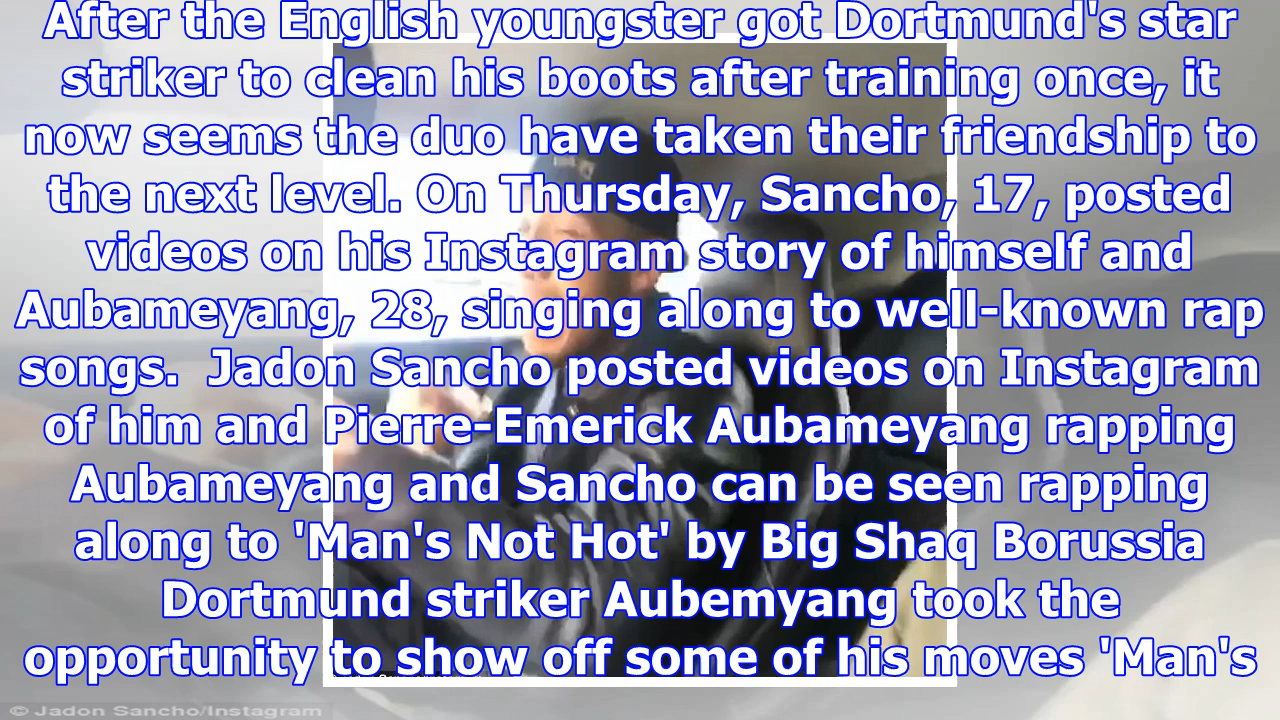 After the English youngster got Dortmund's star
striker to clean his boots after training once, it
now seems the duo have taken their friendship to
the next level. On Thursday, Sancho, 17, posted
videos on his Instagram story of himself and
Aubameyang, 28, singing along to well-known rap
songs.  Jadon Sancho posted videos on Instagram
of him and Pierre-Emerick Aubameyang rapping
Aubameyang and Sancho can be seen rapping
along to 'Man's Not Hot' by Big Shaq Borussia
Dortmund striker Aubemyang took the
opportunity to show off some of his moves 'Man's
© Jadon Sancho/Instagram